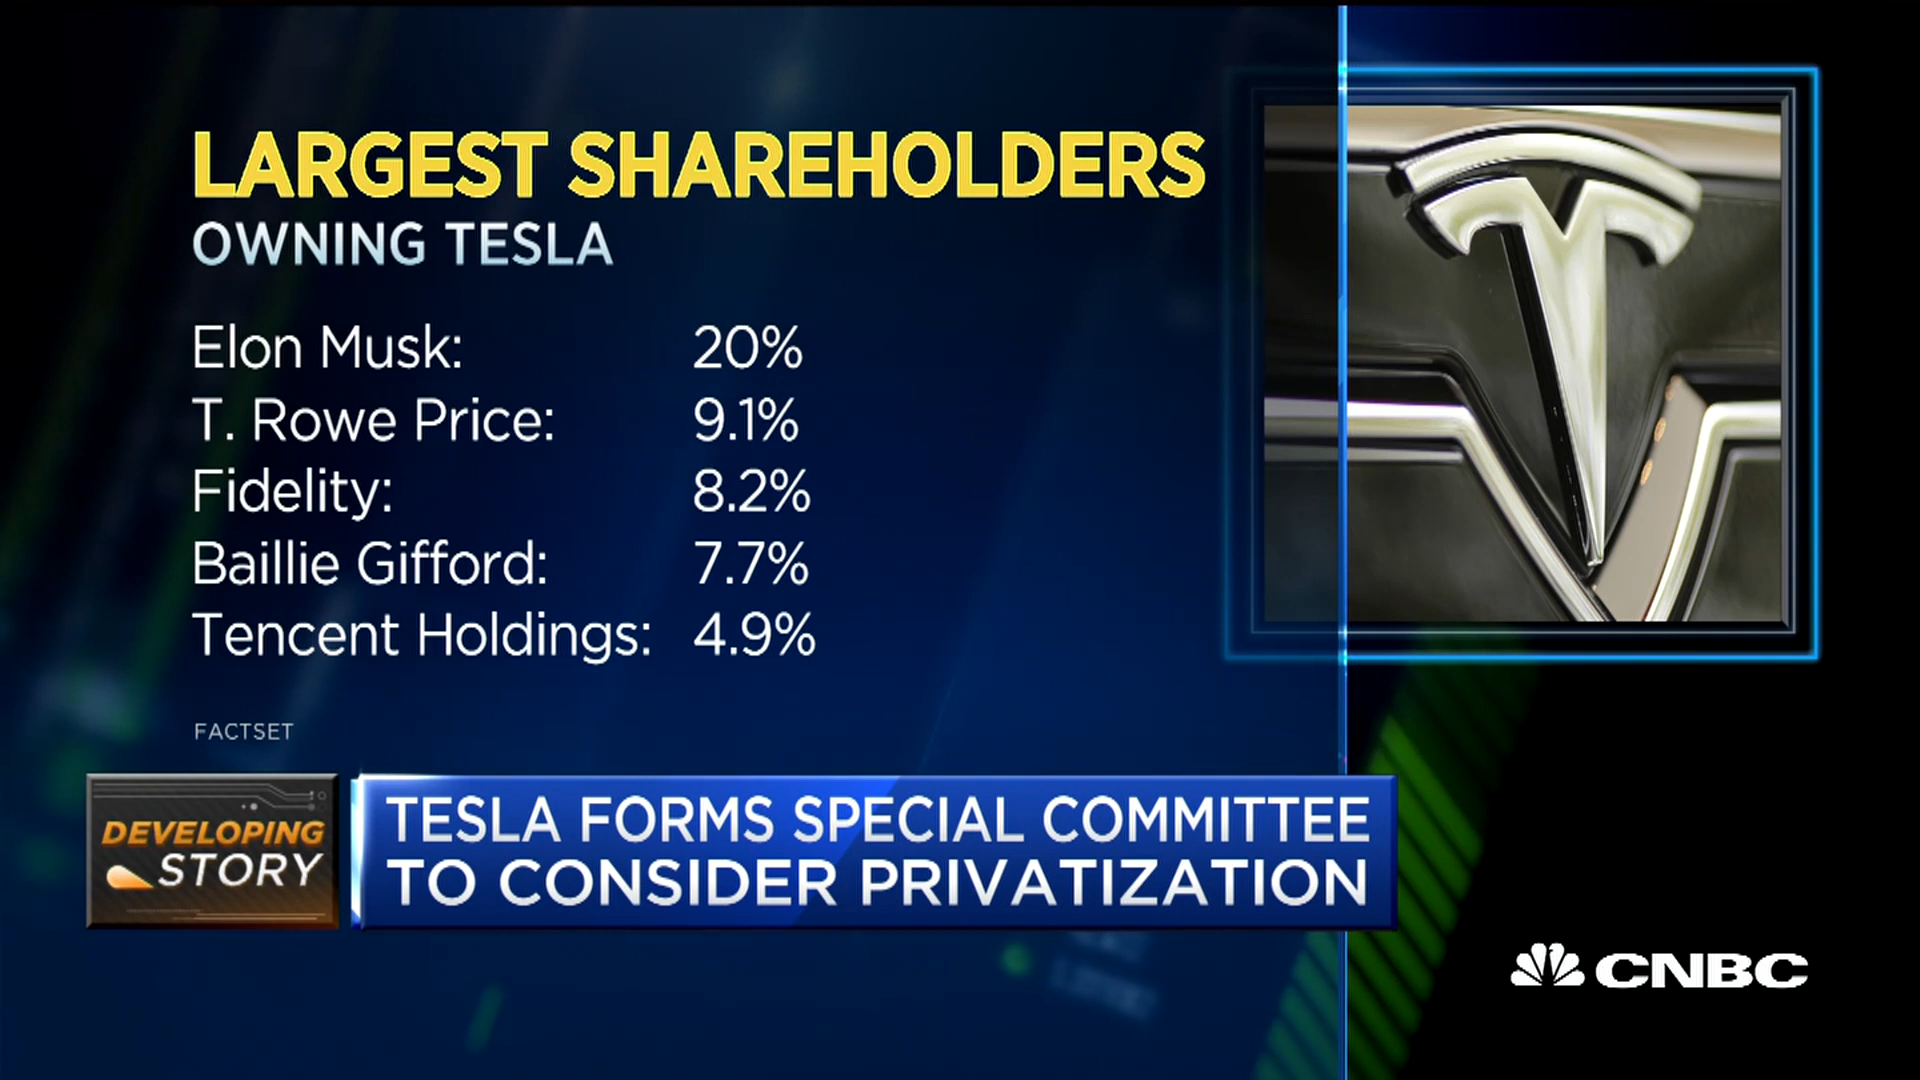 LARGEST SHAREHOLDERS
OWNING TESLA
Elon Musk: 20%
T. Rowe Price: 9.1%
Fidelity: 8.2%
Baillie Gifford: 7.7%
Tencent Holdings: 4.9%
FACTSET
DEVELOPING
STORY
TESLA FORMS SPECIAL COMMITTEE
TO CONSIDER PRIVATIZATION
CNBC